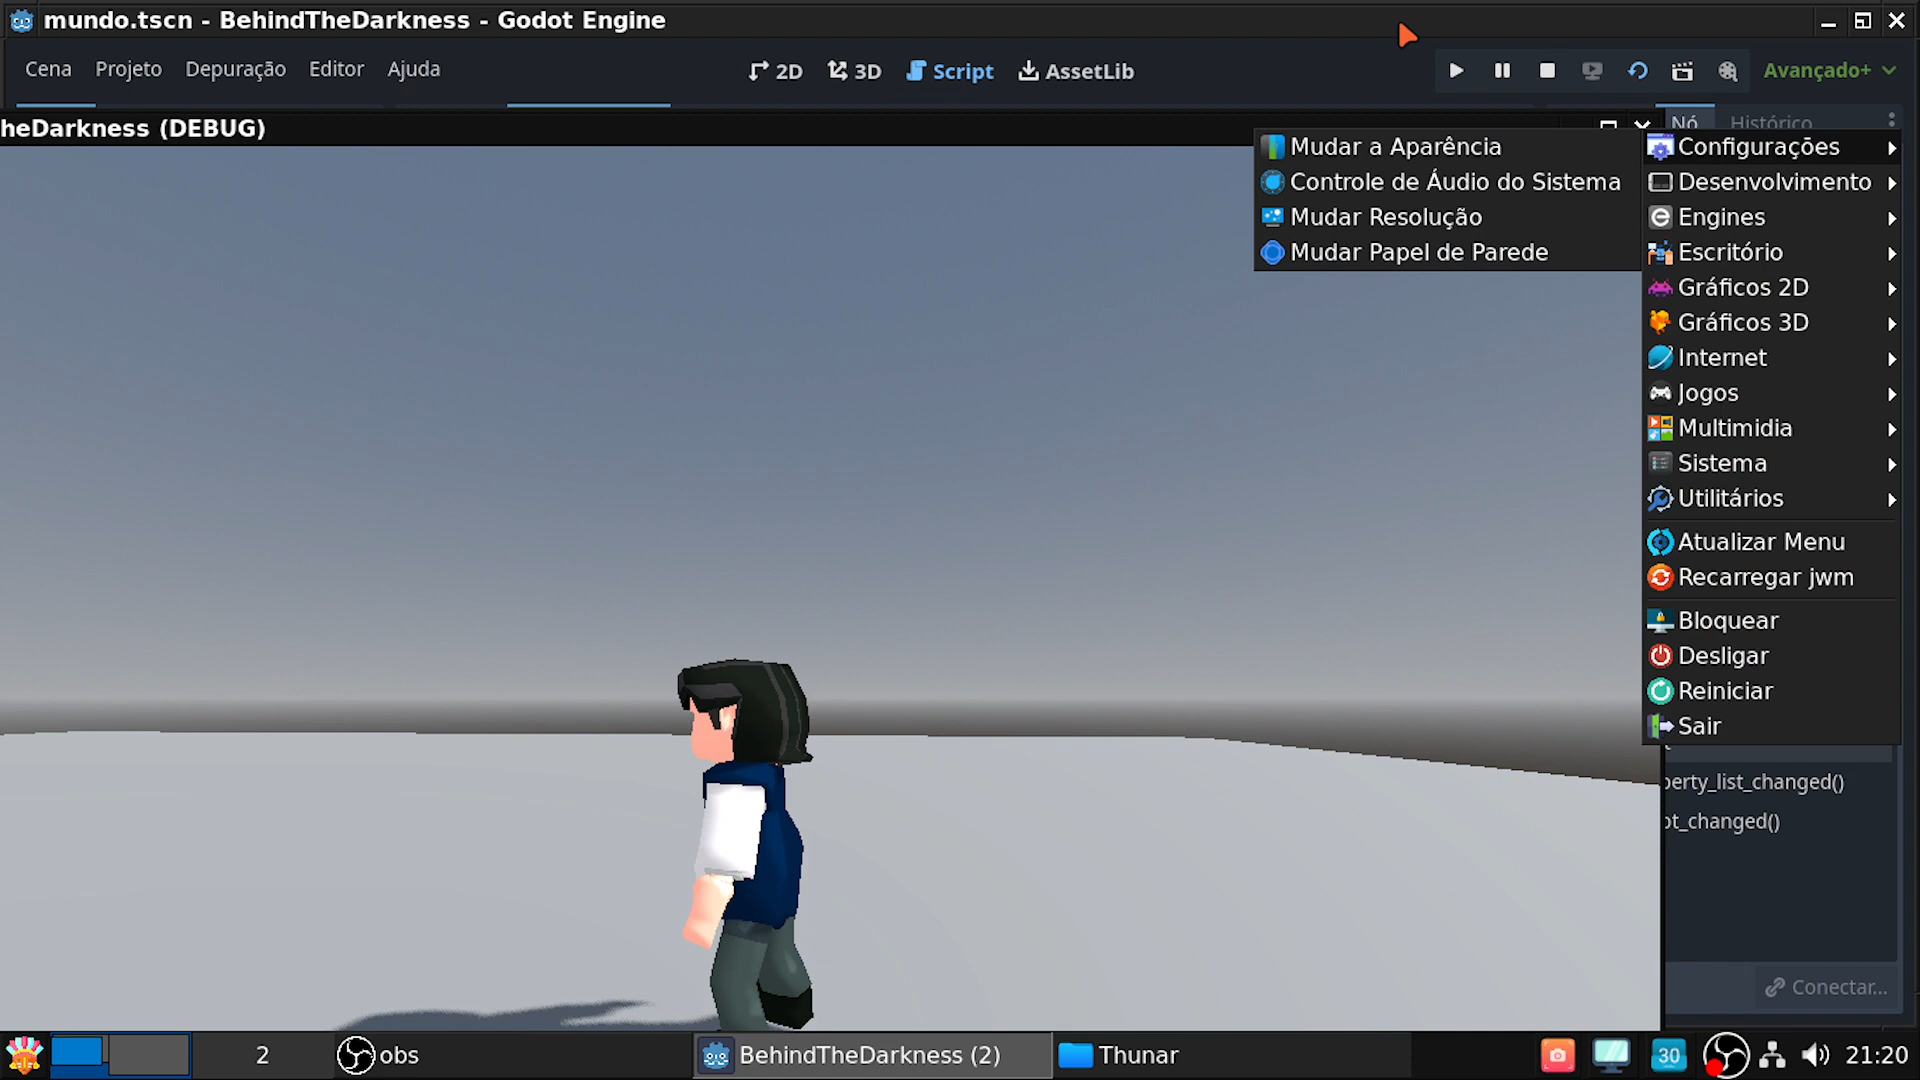 mundo.tscn - BehindTheDarkness - Godot Engine
Cena Projeto Depuração Editor Ajuda
2D 3D Script AssetLib
Avançado+
heDarkness (DEBUG)
Nó Histórico
Mudar a Aparência
Controle de Áudio do Sistema
Mudar Resolução
Mudar Papel de Parede
Configurações
Desenvolvimento
Engines
Escritório
Gráficos 2D
Gráficos 3D
Internet
Jogos
Multimidia
Sistema
Utilitários
Atualizar Menu
Recarregar jwm
Bloquear
Desligar
Reiniciar
Sair
perty_list_changed()
pt_changed()
Conectar...
2
obs
BehindTheDarkness (2)
Thunar
30
21:20